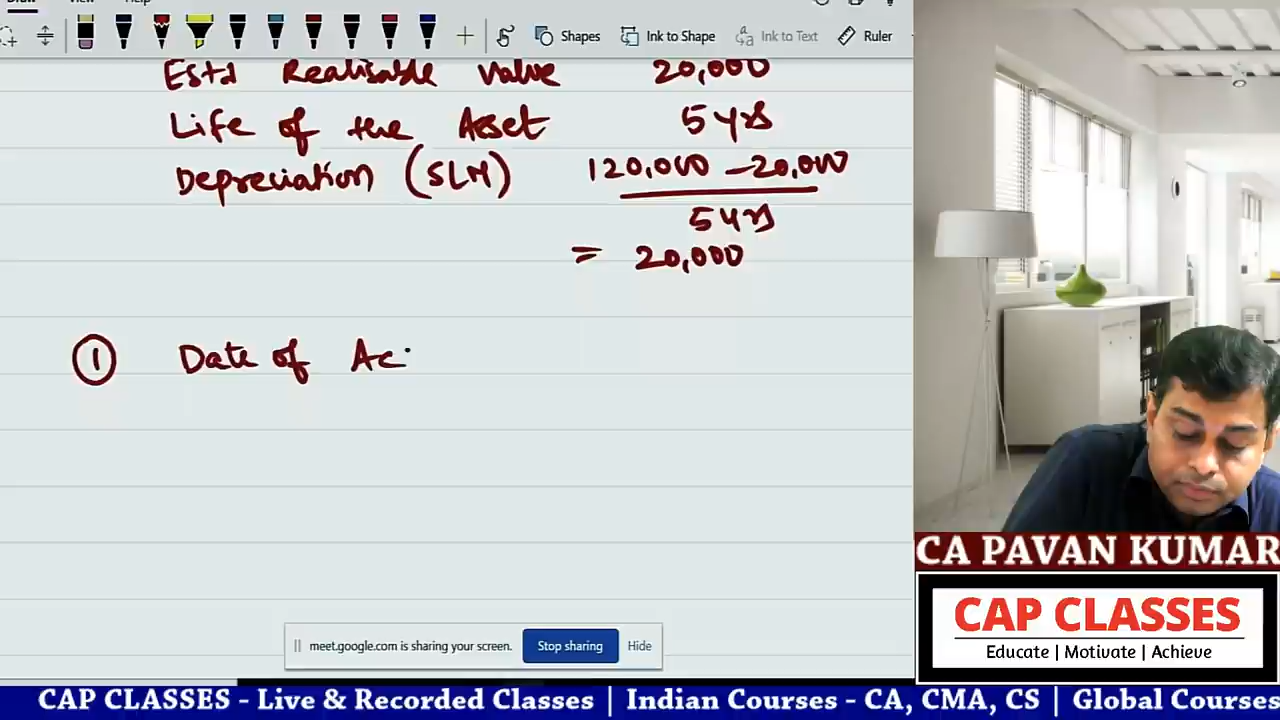 Shapes
Ink to Shape
Ink to Text
Ruler
Estd Realisable Value 20,000
Life of the Asset 5 yrs
Depreciation (SLM) 120,000 - 20,000
5 yrs
= 20,000
① Date of Ac
meet.google.com is sharing your screen. Stop sharing Hide
CA PAVAN KUMAR
CAP CLASSES
Educate | Motivate | Achieve
CAP CLASSES - Live & Recorded Classes | Indian Courses - CA, CMA, CS | Global Courses